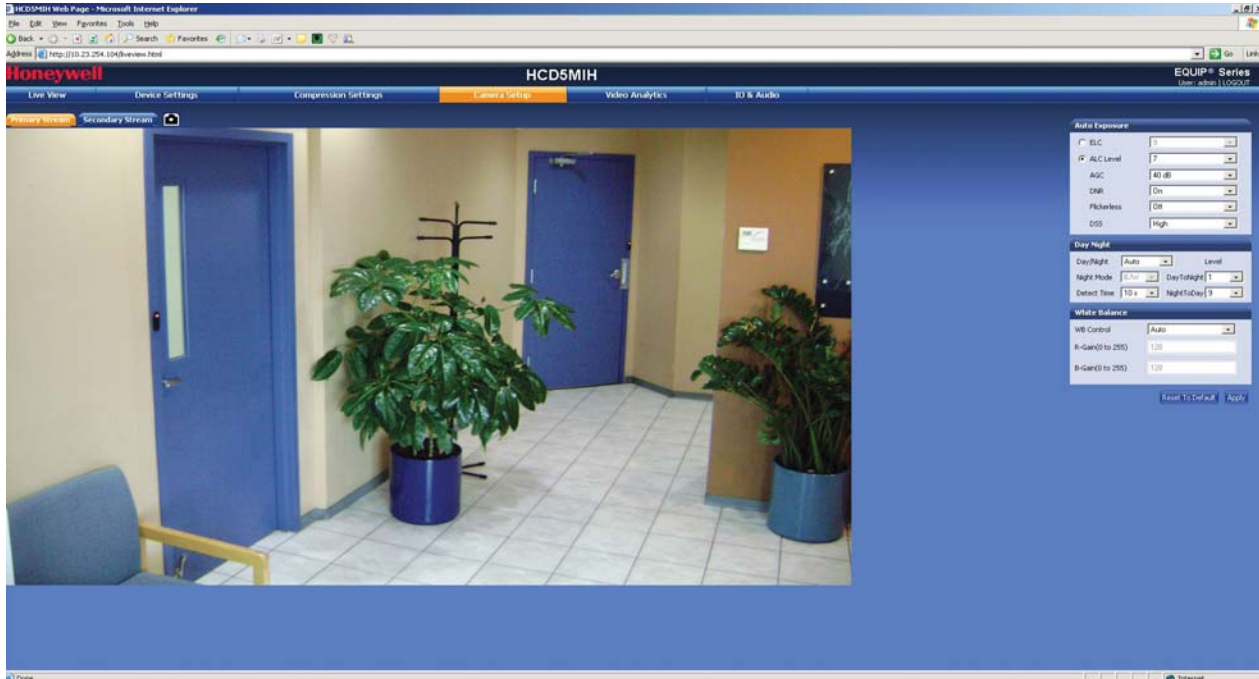 HCD5MIH Web Page - Microsoft Internet Explorer
File Edit View Favorites Tools Help
Back Search Favorites
Address http://10.23.254.104/liveview.html Go Links
Honeywell HCD5MIH EQUIP® Series
User: admin | LOGOUT
Live View Device Settings Compression Settings Camera Setup Video Analytics IO & Audio
Primary Stream Secondary Stream
Auto Exposure
ELC 9
ALC Level 7
AGC 40 dB
DNR On
Flickerless Off
DSS High
Day Night
Day/Night Auto Level
Night Mode B/W DayToNight 1
Detect Time 10 s NightToDay 9
White Balance
WB Control Auto
R-Gain(0 to 255) 128
B-Gain(0 to 255) 128
Reset To Default Apply
Done Internet